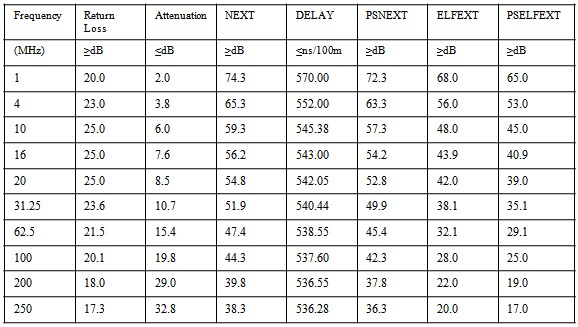 Frequency Return Loss Attenuation NEXT DELAY PSNEXT ELFEXT PSELFEXT
(MHz) ≥dB ≤dB ≥dB ≤ns/100m ≥dB ≥dB ≥dB
1 20.0 2.0 74.3 570.00 72.3 68.0 65.0
4 23.0 3.8 65.3 552.00 63.3 56.0 53.0
10 25.0 6.0 59.3 545.38 57.3 48.0 45.0
16 25.0 7.6 56.2 543.00 54.2 43.9 40.9
20 25.0 8.5 54.8 542.05 52.8 42.0 39.0
31.25 23.6 10.7 51.9 540.44 49.9 38.1 35.1
62.5 21.5 15.4 47.4 538.55 45.4 32.1 29.1
100 20.1 19.8 44.3 537.60 42.3 28.0 25.0
200 18.0 29.0 39.8 536.55 37.8 22.0 19.0
250 17.3 32.8 38.3 536.28 36.3 20.0 17.0